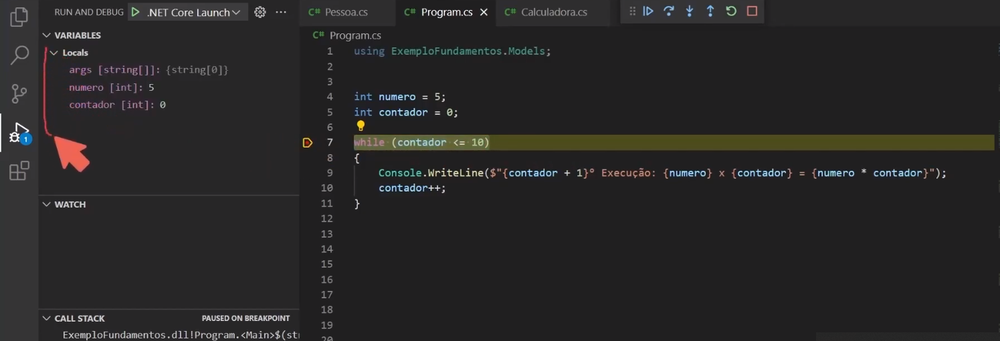 RUN AND DEBUG .NET Core Launch ...
VARIABLES
Locals
args [string[]]: {string[0]}
numero [int]: 5
contador [int]: 0
1
WATCH
CALL STACK PAUSED ON BREAKPOINT
ExemploFundamentos.dll!Program.<Main>$(str
C# Pessoa.cs C# Program.cs C# Calculadora.cs
C# Program.cs
1 using ExemploFundamentos.Models;
2
3
4 int numero = 5;
5 int contador = 0;
6
7 while (contador <= 10)
8 {
9 Console.WriteLine($"{contador + 1}° Execução: {numero} x {contador} = {numero * contador}");
10 contador++;
11 }
12
13
14
15
16
17
18
19
20